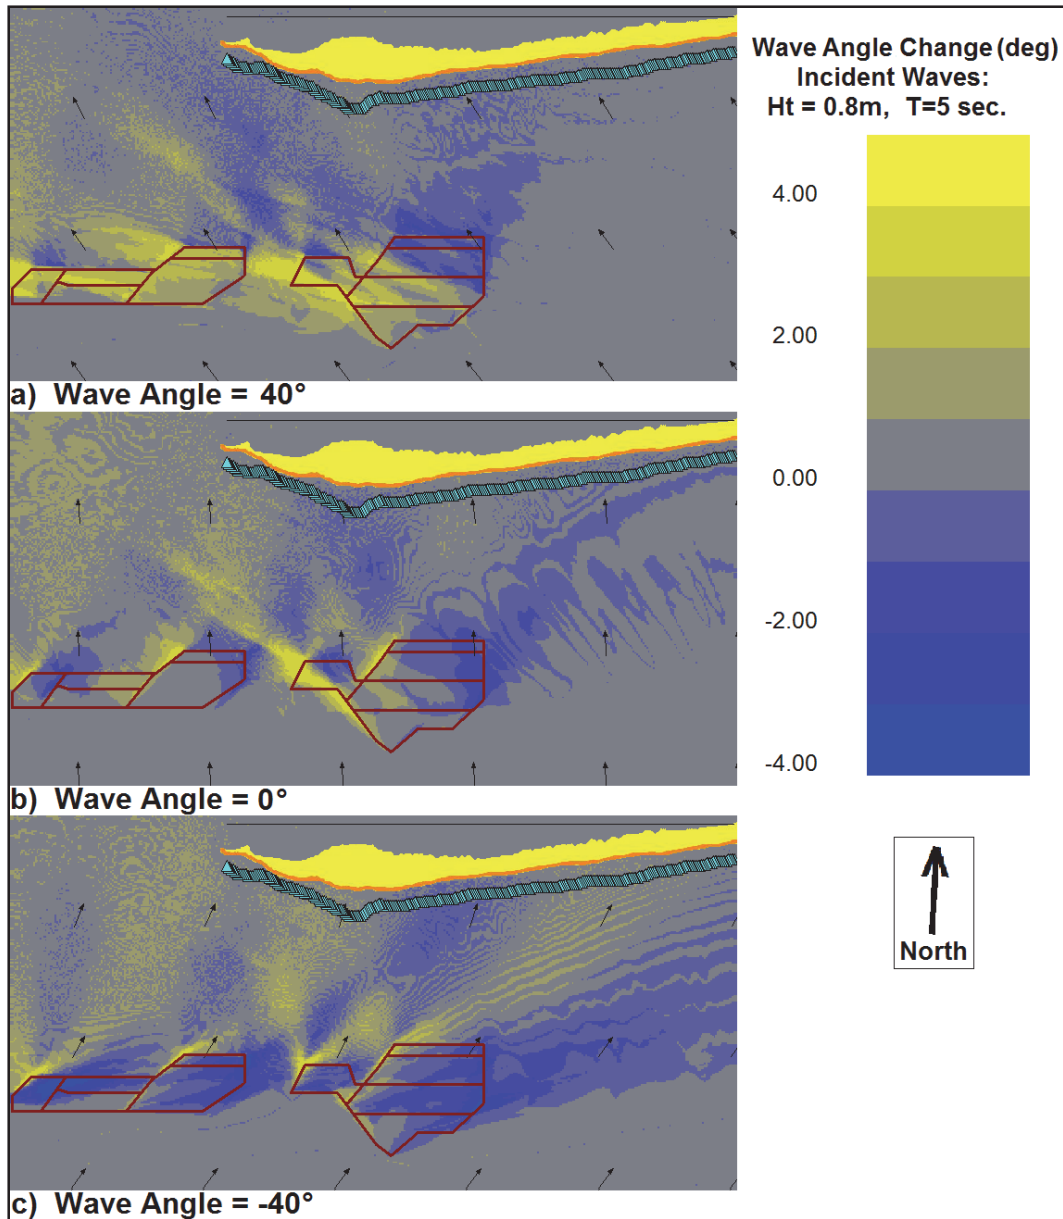 Wave Angle Change (deg)
Incident Waves:
Ht = 0.8m, T=5 sec.
4.00
2.00
0.00
-2.00
-4.00
North
a) Wave Angle = 40°
b) Wave Angle = 0°
c) Wave Angle = -40°